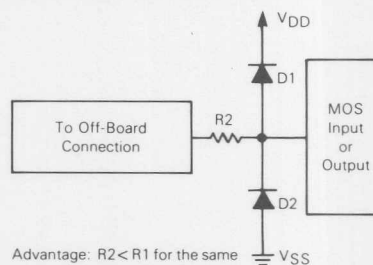 VDD
D1
To Off-Board
Connection
R2
MOS
Input
or
Output
D2
Advantage: R2< R1 for the same
VSS